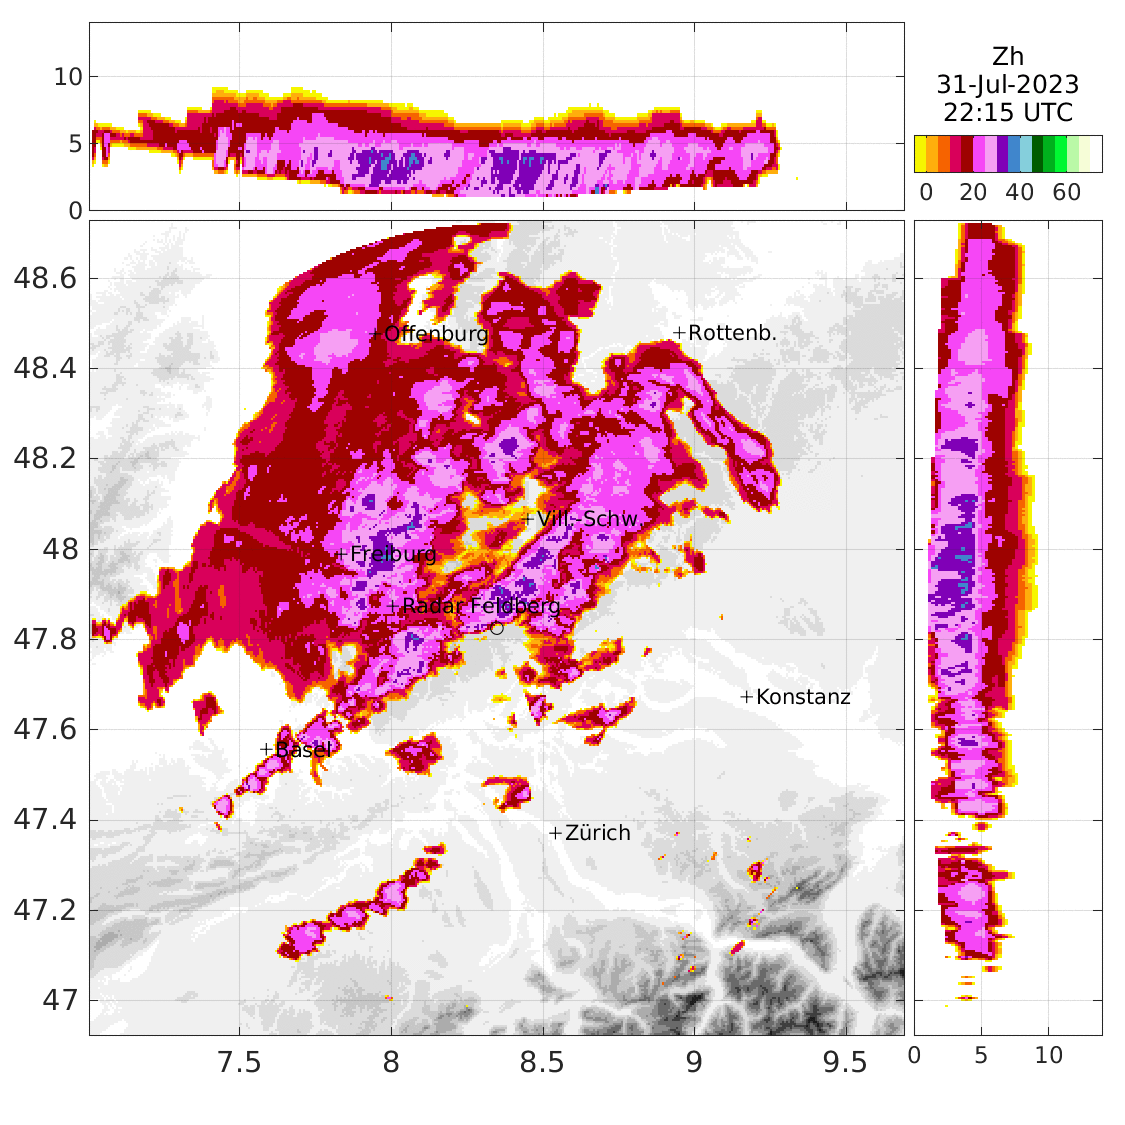 10
5
0
Zh
31-Jul-2023
22:15 UTC
0 20 40 60
48.6
48.4
48.2
48
47.8
47.6
47.4
47.2
47
+Offenburg
+Rottenb.
+Vill.-Schw.
+Freiburg
+Radar Feldberg
+Konstanz
+Basel
+Zürich
7.5 8 8.5 9 9.5
0 5 10